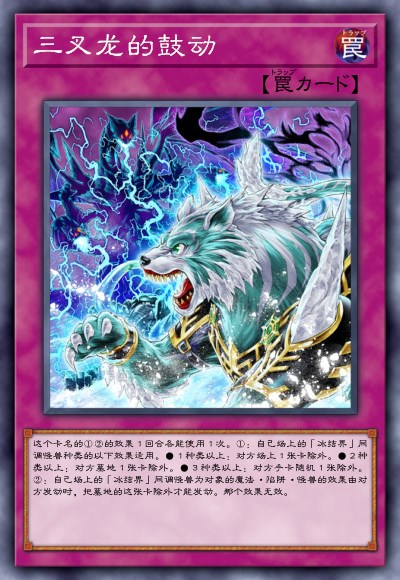 三叉龙的鼓动
トラップ
罠
トラップ
【罠カード】
这个卡名的①②的效果1回合各能使用1次。①：自己场上的「冰结界」同
调怪兽种类的以下效果适用。●1种类以上：对方场上1张卡除外。●2种
类以上：对方墓地1张卡除外。●3种类以上：对方手卡随机1张除外。
②：自己场上的「冰结界」同调怪兽为对象的魔法·陷阱·怪兽的效果由对
方发动时，把墓地的这张卡除外才能发动。那个效果无效。